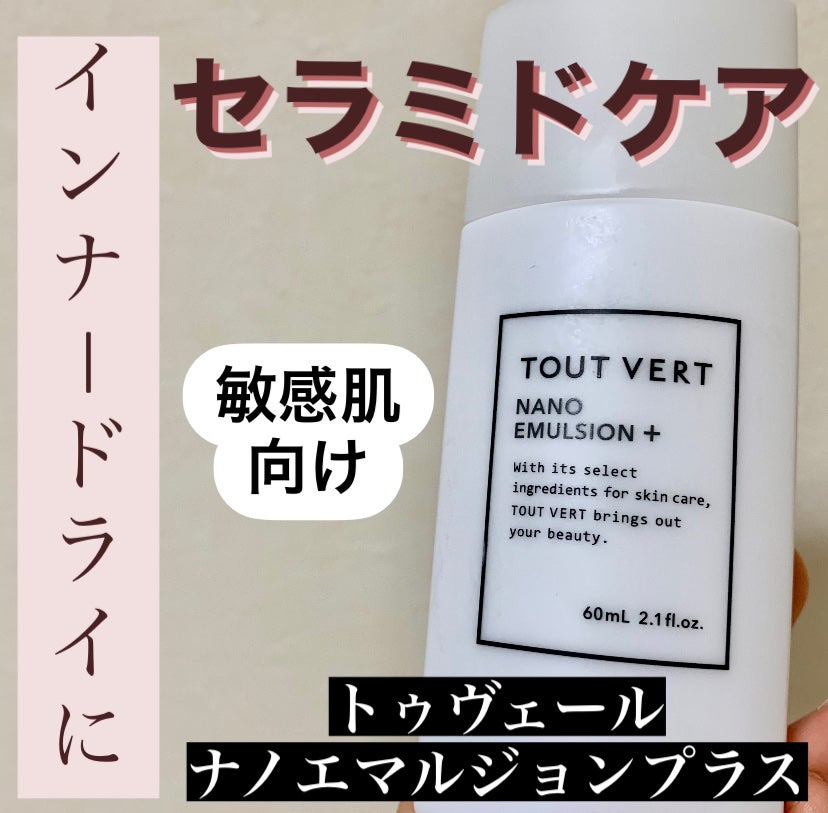 セラミドケア
インナードライに
敏感肌
向け
TOUT VERT
NANO
EMULSION +
With its select
ingredients for skin care,
TOUT VERT brings out
your beauty.
60mL 2.1fl.oz.
トゥヴェール
ナノエマルジョンプラス